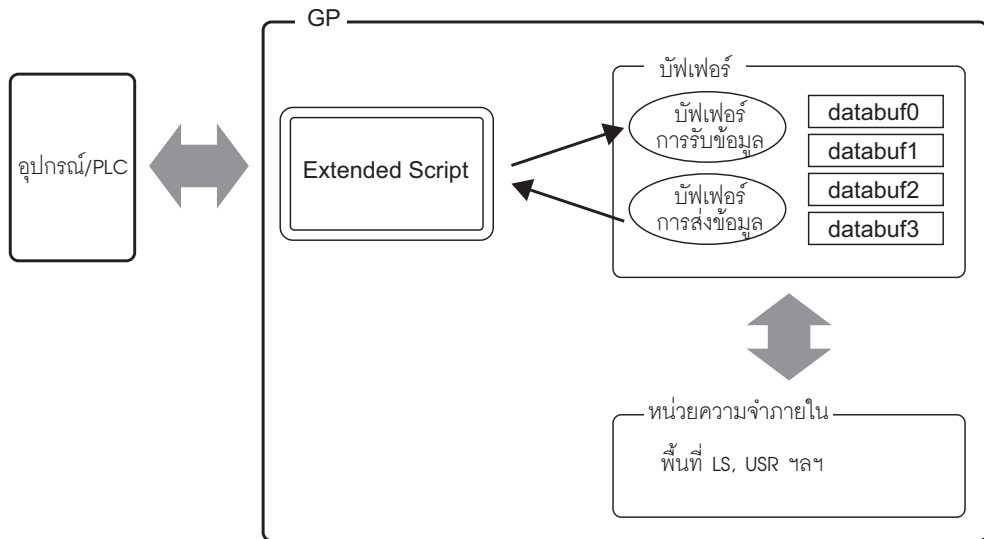 GP
บัฟเฟอร์
บัฟเฟอร์
การรับข้อมูล
databuf0
databuf1
อุปกรณ์/PLC
Extended Script
บัฟเฟอร์
การส่งข้อมูล
databuf2
databuf3
หน่วยความจำภายใน
พื้นที่ LS, USR ฯลฯ